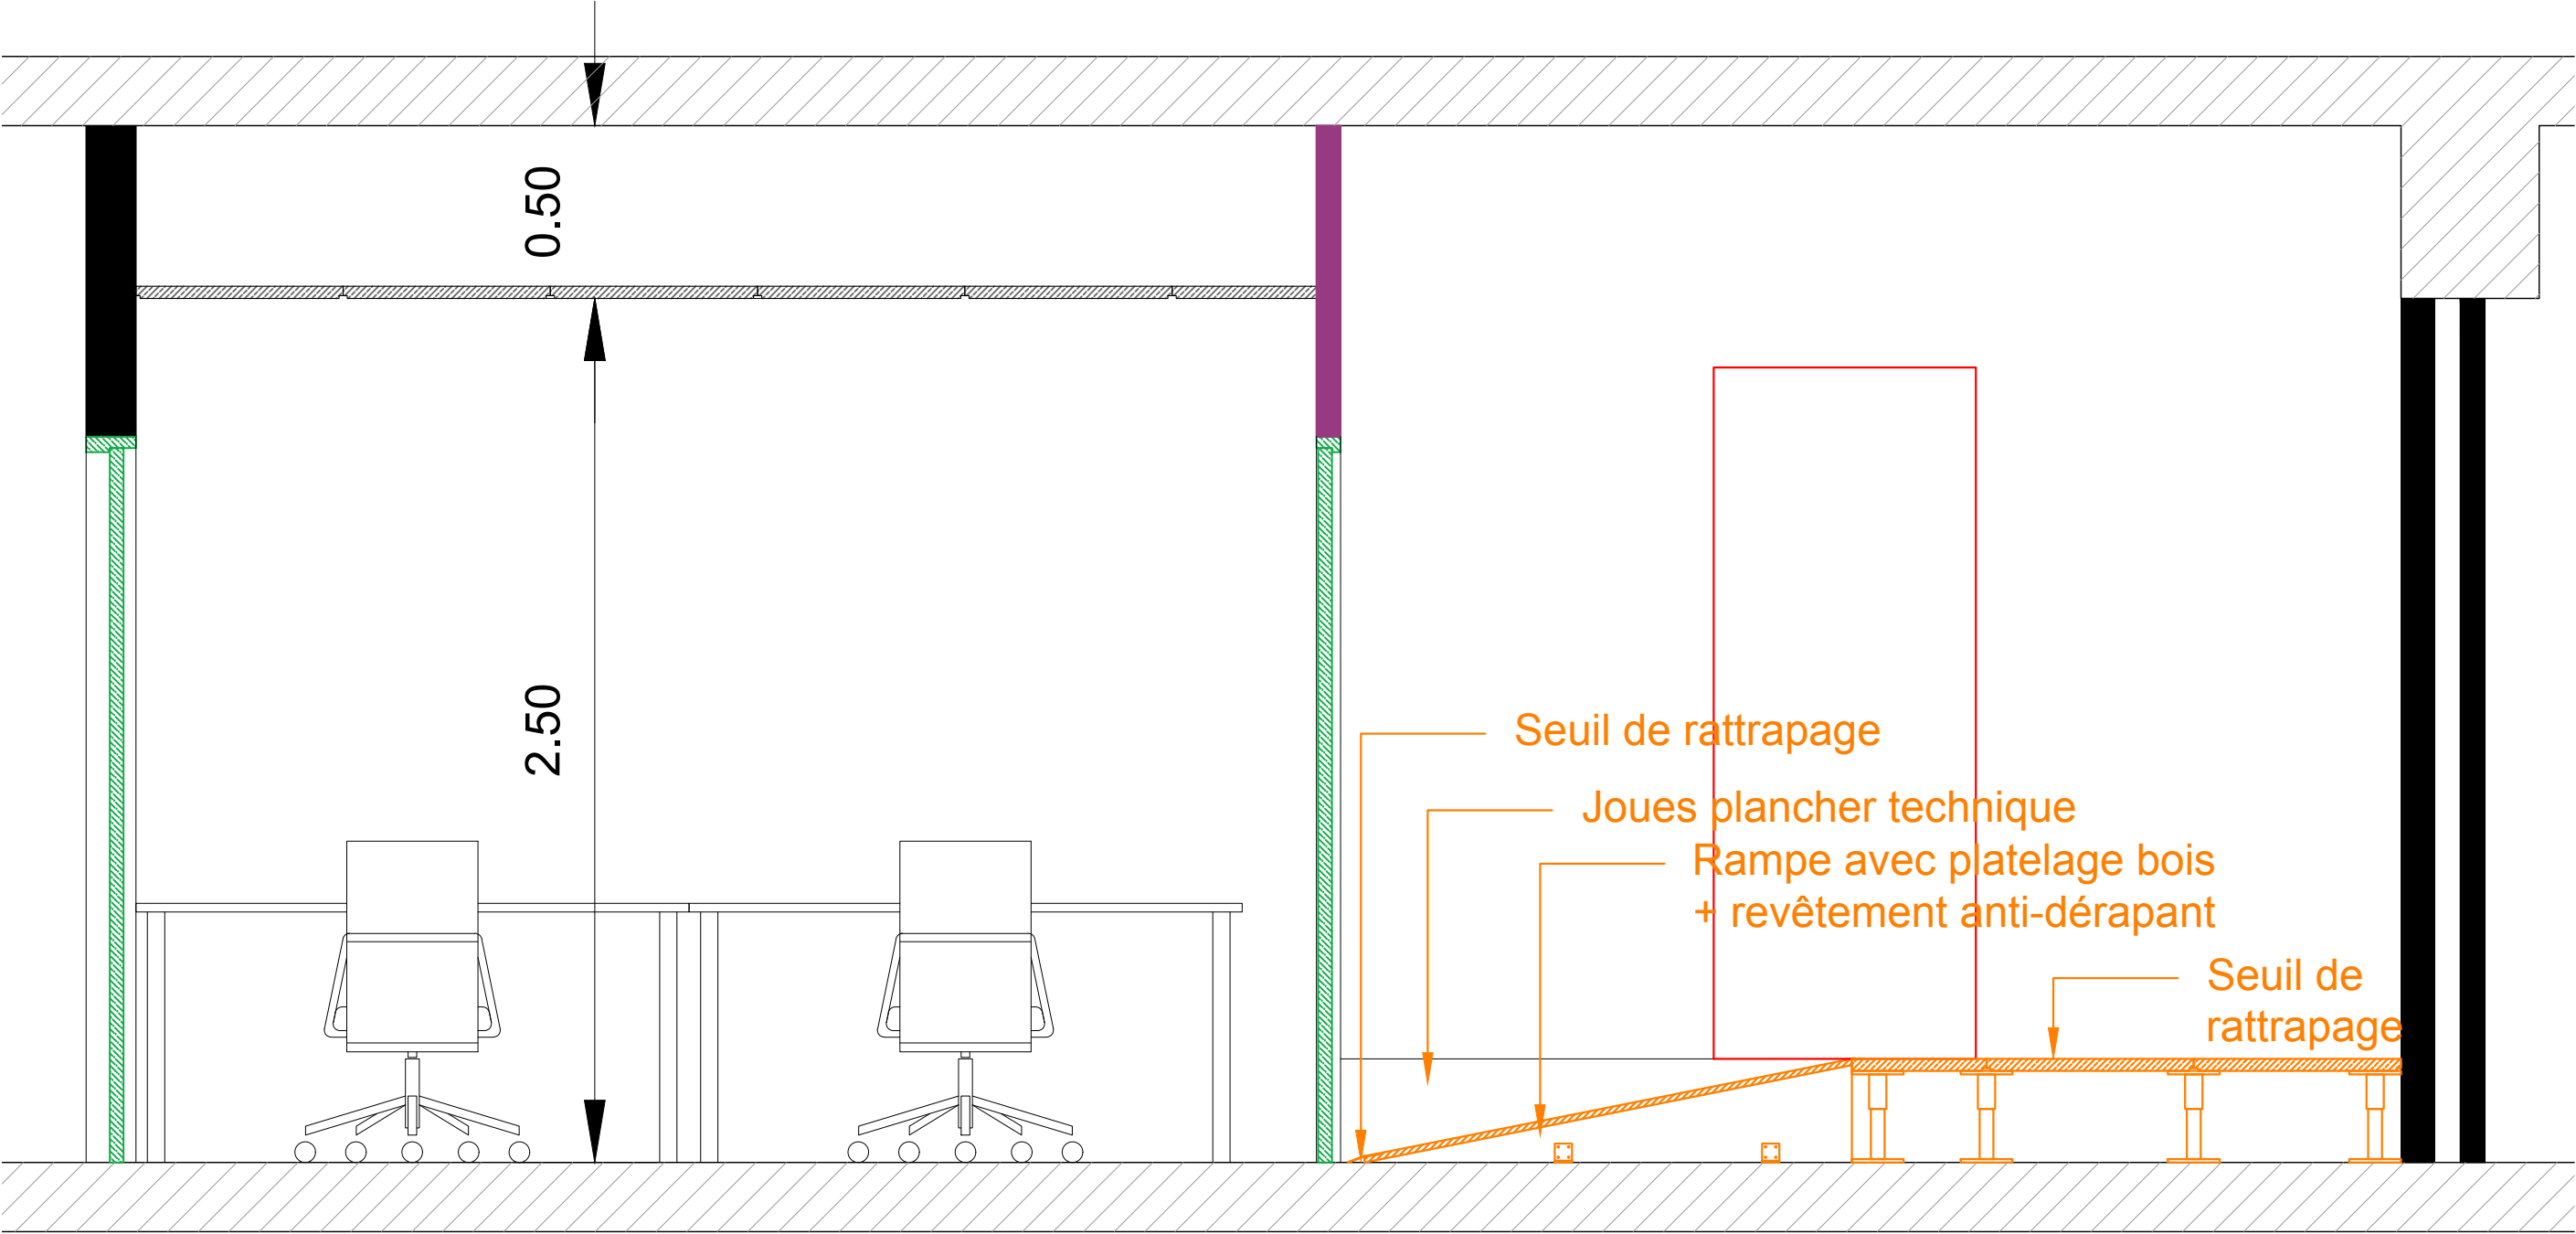 0.50
2.50
Seuil de rattrapage
Joues plancher technique
Rampe avec platelage bois
+ revêtement anti-dérapant
Seuil de
rattrapage